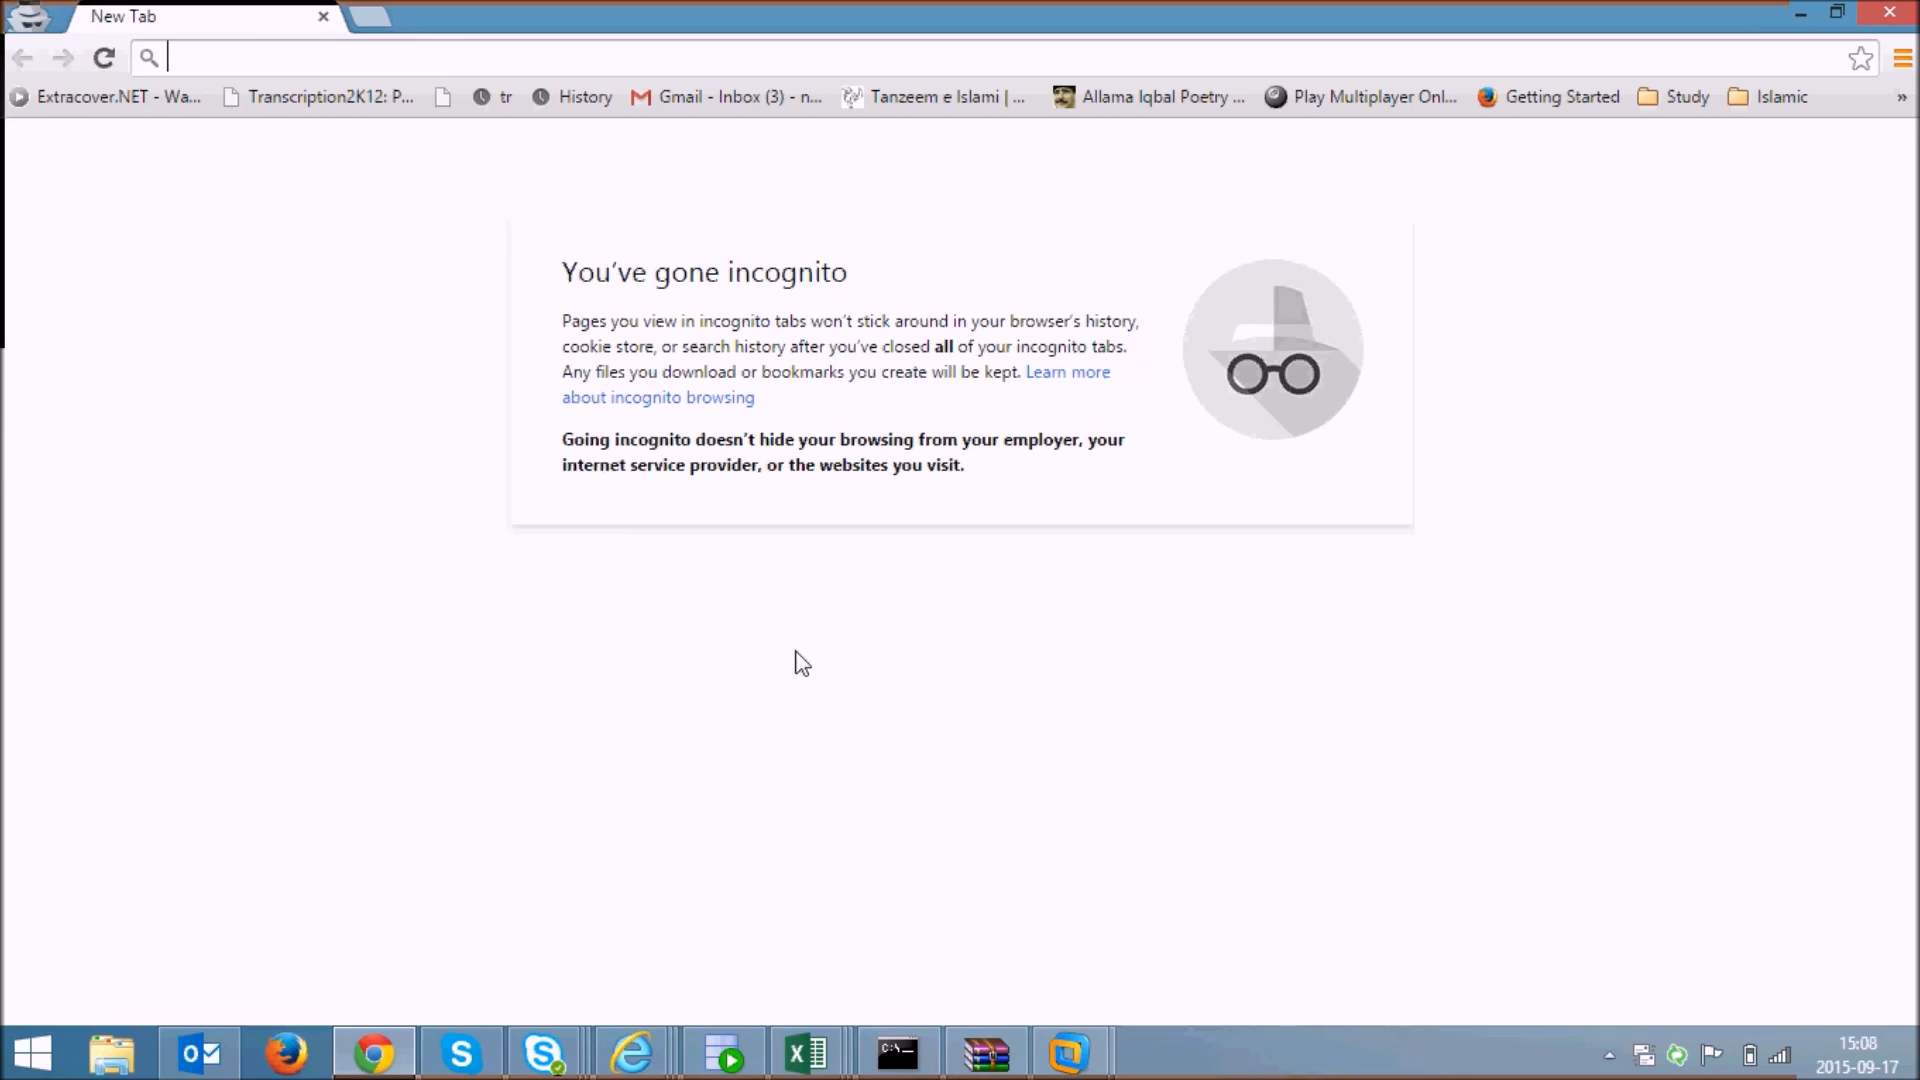 New Tab
Extracover.NET - Wa...
Transcription2K12: P...
tr
History
Gmail - Inbox (3) - n...
Tanzeem e Islami | ...
Allama Iqbal Poetry ...
Play Multiplayer Onl...
Getting Started
Study
Islamic
»
You've gone incognito
Pages you view in incognito tabs won't stick around in your browser's history,
cookie store, or search history after you've closed all of your incognito tabs.
Any files you download or bookmarks you create will be kept. Learn more
about incognito browsing
Going incognito doesn't hide your browsing from your employer, your
internet service provider, or the websites you visit.
15:08
2015-09-17